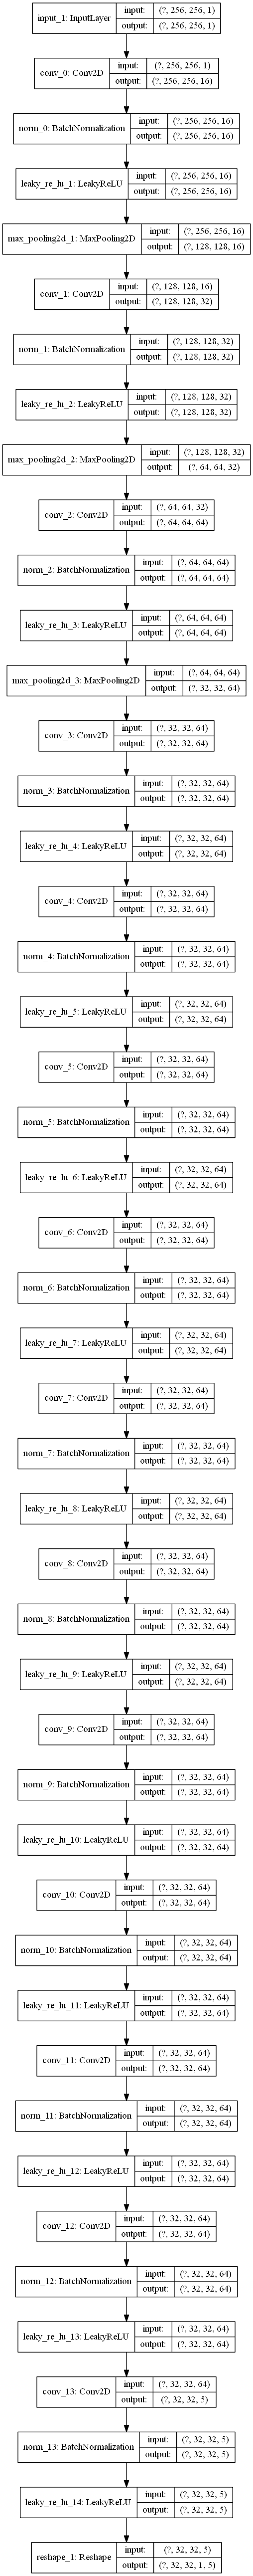 input_1: InputLayer
input: (?, 256, 256, 1)
output: (?, 256, 256, 1)
conv_0: Conv2D
input: (?, 256, 256, 1)
output: (?, 256, 256, 16)
norm_0: BatchNormalization
input: (?, 256, 256, 16)
output: (?, 256, 256, 16)
leaky_re_lu_1: LeakyReLU
input: (?, 256, 256, 16)
output: (?, 256, 256, 16)
max_pooling2d_1: MaxPooling2D
input: (?, 256, 256, 16)
output: (?, 128, 128, 16)
conv_1: Conv2D
input: (?, 128, 128, 16)
output: (?, 128, 128, 32)
norm_1: BatchNormalization
input: (?, 128, 128, 32)
output: (?, 128, 128, 32)
leaky_re_lu_2: LeakyReLU
input: (?, 128, 128, 32)
output: (?, 128, 128, 32)
max_pooling2d_2: MaxPooling2D
input: (?, 128, 128, 32)
output: (?, 64, 64, 32)
conv_2: Conv2D
input: (?, 64, 64, 32)
output: (?, 64, 64, 64)
norm_2: BatchNormalization
input: (?, 64, 64, 64)
output: (?, 64, 64, 64)
leaky_re_lu_3: LeakyReLU
input: (?, 64, 64, 64)
output: (?, 64, 64, 64)
max_pooling2d_3: MaxPooling2D
input: (?, 64, 64, 64)
output: (?, 32, 32, 64)
conv_3: Conv2D
input: (?, 32, 32, 64)
output: (?, 32, 32, 64)
norm_3: BatchNormalization
input: (?, 32, 32, 64)
output: (?, 32, 32, 64)
leaky_re_lu_4: LeakyReLU
input: (?, 32, 32, 64)
output: (?, 32, 32, 64)
conv_4: Conv2D
input: (?, 32, 32, 64)
output: (?, 32, 32, 64)
norm_4: BatchNormalization
input: (?, 32, 32, 64)
output: (?, 32, 32, 64)
leaky_re_lu_5: LeakyReLU
input: (?, 32, 32, 64)
output: (?, 32, 32, 64)
conv_5: Conv2D
input: (?, 32, 32, 64)
output: (?, 32, 32, 64)
norm_5: BatchNormalization
input: (?, 32, 32, 64)
output: (?, 32, 32, 64)
leaky_re_lu_6: LeakyReLU
input: (?, 32, 32, 64)
output: (?, 32, 32, 64)
conv_6: Conv2D
input: (?, 32, 32, 64)
output: (?, 32, 32, 64)
norm_6: BatchNormalization
input: (?, 32, 32, 64)
output: (?, 32, 32, 64)
leaky_re_lu_7: LeakyReLU
input: (?, 32, 32, 64)
output: (?, 32, 32, 64)
conv_7: Conv2D
input: (?, 32, 32, 64)
output: (?, 32, 32, 64)
norm_7: BatchNormalization
input: (?, 32, 32, 64)
output: (?, 32, 32, 64)
leaky_re_lu_8: LeakyReLU
input: (?, 32, 32, 64)
output: (?, 32, 32, 64)
conv_8: Conv2D
input: (?, 32, 32, 64)
output: (?, 32, 32, 64)
norm_8: BatchNormalization
input: (?, 32, 32, 64)
output: (?, 32, 32, 64)
leaky_re_lu_9: LeakyReLU
input: (?, 32, 32, 64)
output: (?, 32, 32, 64)
conv_9: Conv2D
input: (?, 32, 32, 64)
output: (?, 32, 32, 64)
norm_9: BatchNormalization
input: (?, 32, 32, 64)
output: (?, 32, 32, 64)
leaky_re_lu_10: LeakyReLU
input: (?, 32, 32, 64)
output: (?, 32, 32, 64)
conv_10: Conv2D
input: (?, 32, 32, 64)
output: (?, 32, 32, 64)
norm_10: BatchNormalization
input: (?, 32, 32, 64)
output: (?, 32, 32, 64)
leaky_re_lu_11: LeakyReLU
input: (?, 32, 32, 64)
output: (?, 32, 32, 64)
conv_11: Conv2D
input: (?, 32, 32, 64)
output: (?, 32, 32, 64)
norm_11: BatchNormalization
input: (?, 32, 32, 64)
output: (?, 32, 32, 64)
leaky_re_lu_12: LeakyReLU
input: (?, 32, 32, 64)
output: (?, 32, 32, 64)
conv_12: Conv2D
input: (?, 32, 32, 64)
output: (?, 32, 32, 64)
norm_12: BatchNormalization
input: (?, 32, 32, 64)
output: (?, 32, 32, 64)
leaky_re_lu_13: LeakyReLU
input: (?, 32, 32, 64)
output: (?, 32, 32, 64)
conv_13: Conv2D
input: (?, 32, 32, 64)
output: (?, 32, 32, 5)
norm_13: BatchNormalization
input: (?, 32, 32, 5)
output: (?, 32, 32, 5)
leaky_re_lu_14: LeakyReLU
input: (?, 32, 32, 5)
output: (?, 32, 32, 5)
reshape_1: Reshape
input: (?, 32, 32, 5)
output: (?, 32, 32, 1, 5)